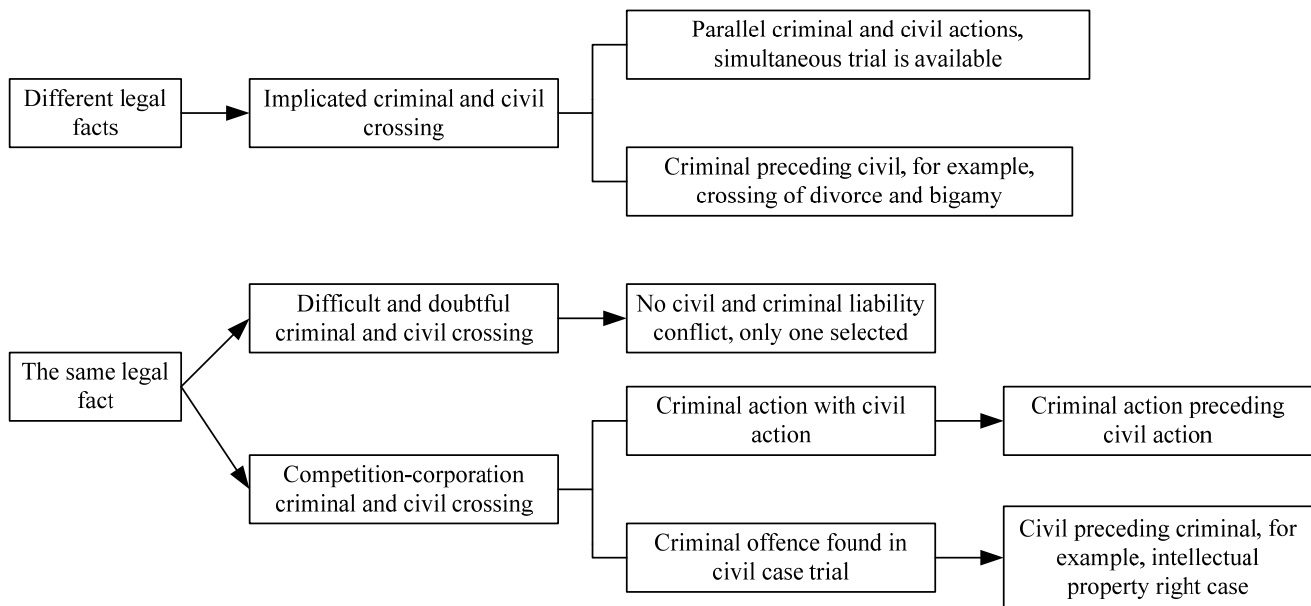 Parallel criminal and civil actions,
simultaneous trial is available
Different legal
facts
Implicated criminal and civil
crossing
Criminal preceding civil, for example,
crossing of divorce and bigamy
Difficult and doubtful
criminal and civil crossing
No civil and criminal liability
conflict, only one selected
The same legal
fact
Criminal action with civil
action
Criminal action preceding
civil action
Competition-corporation
criminal and civil crossing
Criminal offence found in
civil case trial
Civil preceding criminal, for
example, intellectual
property right case